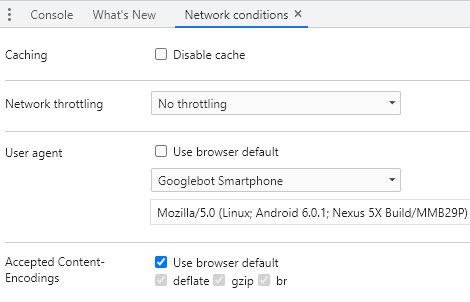 Console What's New Network conditions ×
Caching Disable cache
Network throttling No throttling
User agent Use browser default
Googlebot Smartphone
Mozilla/5.0 (Linux; Android 6.0.1; Nexus 5X Build/MMB29P)
Accepted Content- Use browser default
Encodings deflate gzip br